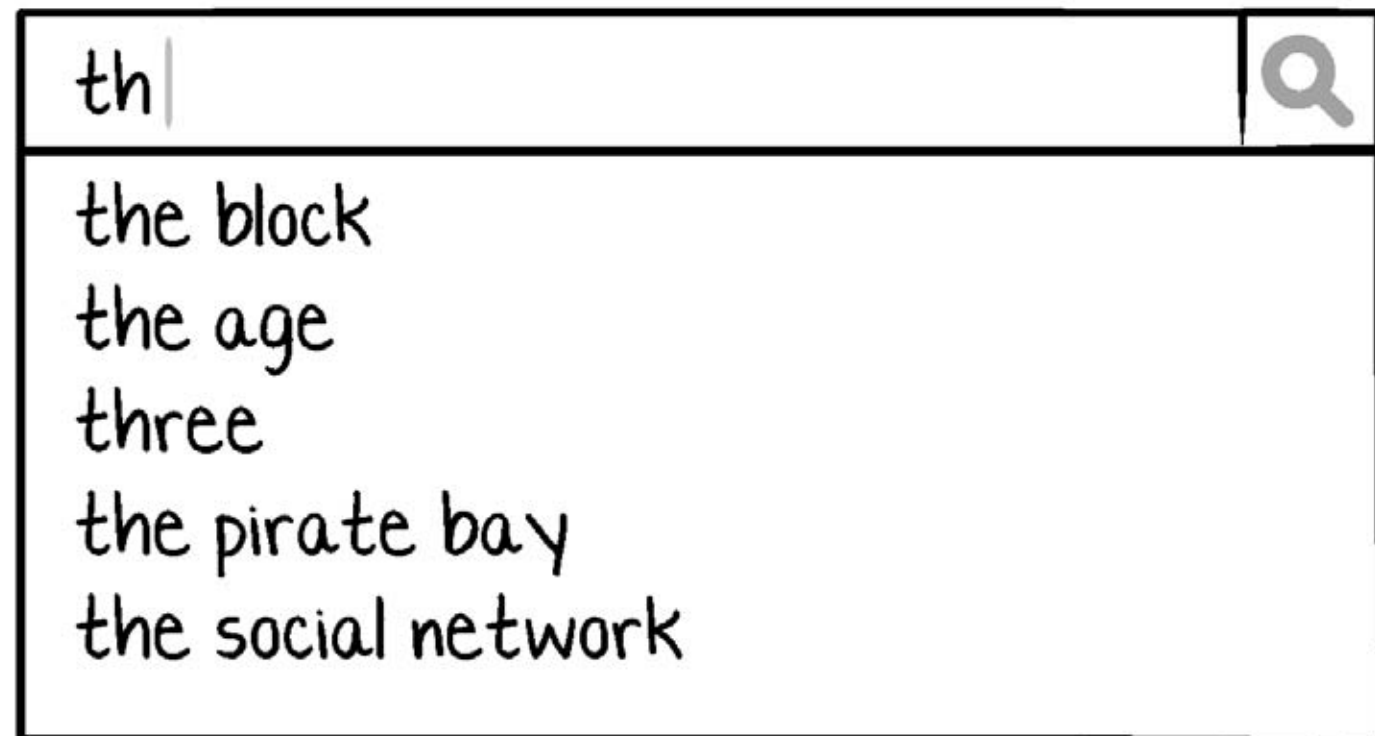 th
the block
the age
three
the pirate bay
the social network